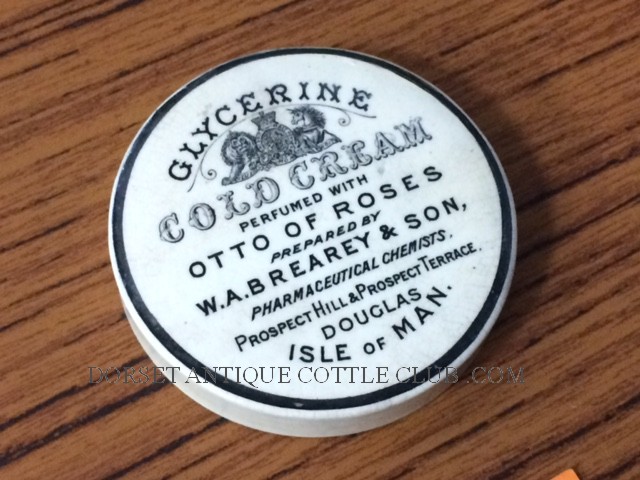 GLYCERINE
COLD CREAM
PERFUMED WITH
OTTO OF ROSES
PREPARED BY
W.A.BREAREY & SON,
PHARMACEUTICAL CHEMISTS.
PROSPECT HILL & PROSPECT TERRACE.
DOUGLAS
ISLE OF MAN.
DORSET ANTIQUE COTTLE CLUB .COM